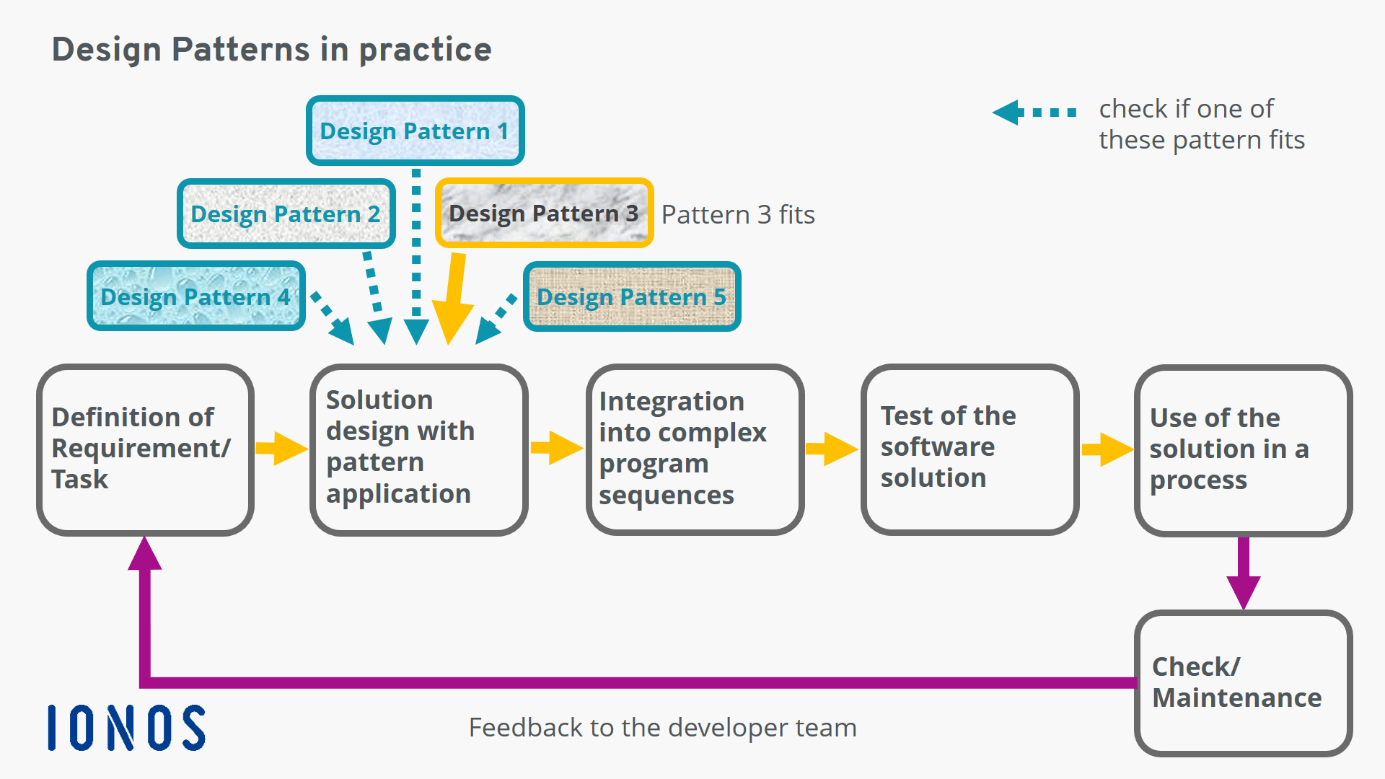 Design Patterns in practice
Design Pattern 1
check if one of
these pattern fits
Design Pattern 2
Design Pattern 3
Pattern 3 fits
Design Pattern 4
Design Pattern 5
Definition of
Requirement/
Task
Solution
design with
pattern
application
Integration
into complex
program
sequences
Test of the
software
solution
Use of the
solution in a
process
Check/
Maintenance
Feedback to the developer team
IONOS